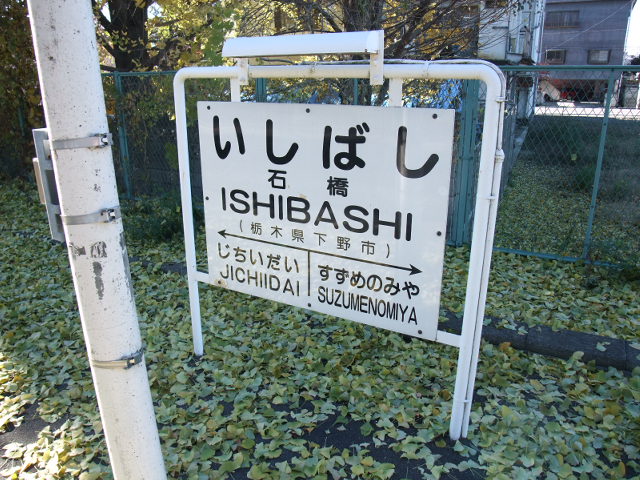 いしばし
石橋
ISHIBASHI
(栃木県下野市)
じちいだい すずめのみや
JICHIIDAI SUZUMENOMIYA